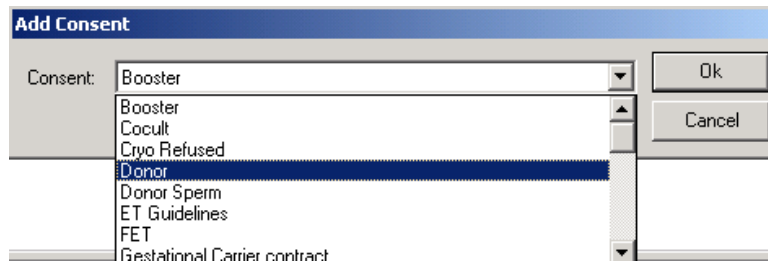 Add Consent
Consent: Booster
Ok
Cancel
Booster
Cocult
Cryo Refused
Donor
Donor Sperm
ET Guidelines
FET
Gestational Carrier contract